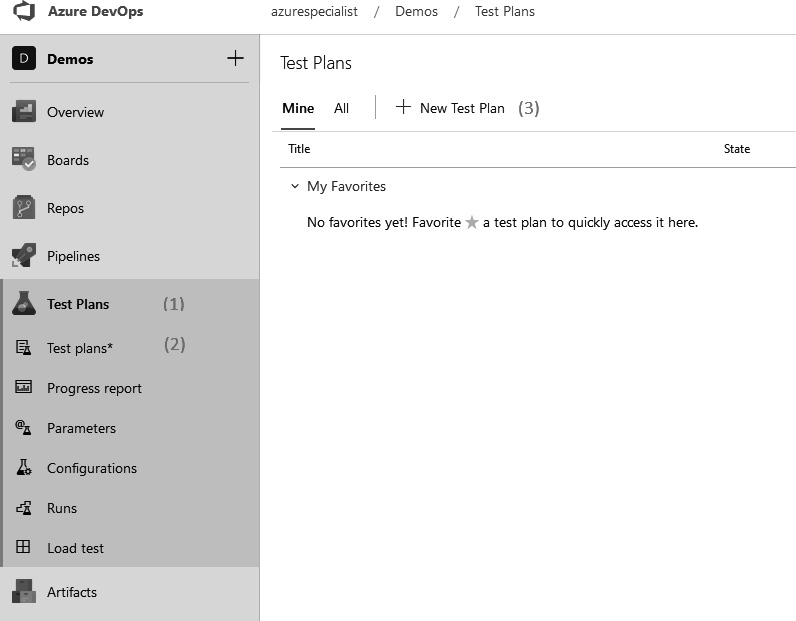 Azure DevOps
azurespecialist / Demos / Test Plans
D Demos
Test Plans
Mine All New Test Plan (3)
Title State
My Favorites
No favorites yet! Favorite ★ a test plan to quickly access it here.
Overview
Boards
Repos
Pipelines
Test Plans (1)
Test plans* (2)
Progress report
Parameters
Configurations
Runs
Load test
Artifacts